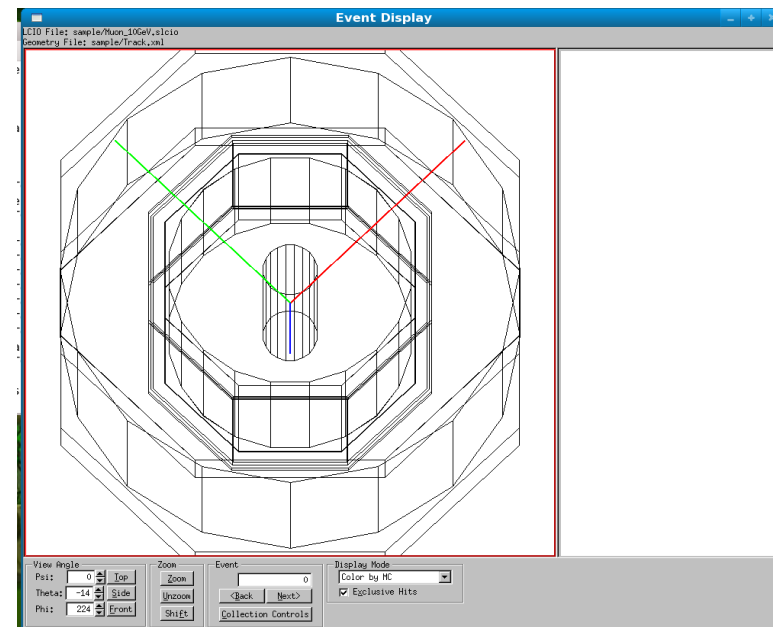 Event Display
LCIO File: sample/Muon_10GeV.slcio
Geometry File: sample/Track.xml
View Angle
Psi: 0 Top
Theta: -14 Side
Phi: 224 Front
Zoom
Zoom
Unzoom
Shift
Event
0
<Back Next>
Collection Controls
Display Mode
Color by MC
Exclusive Hits